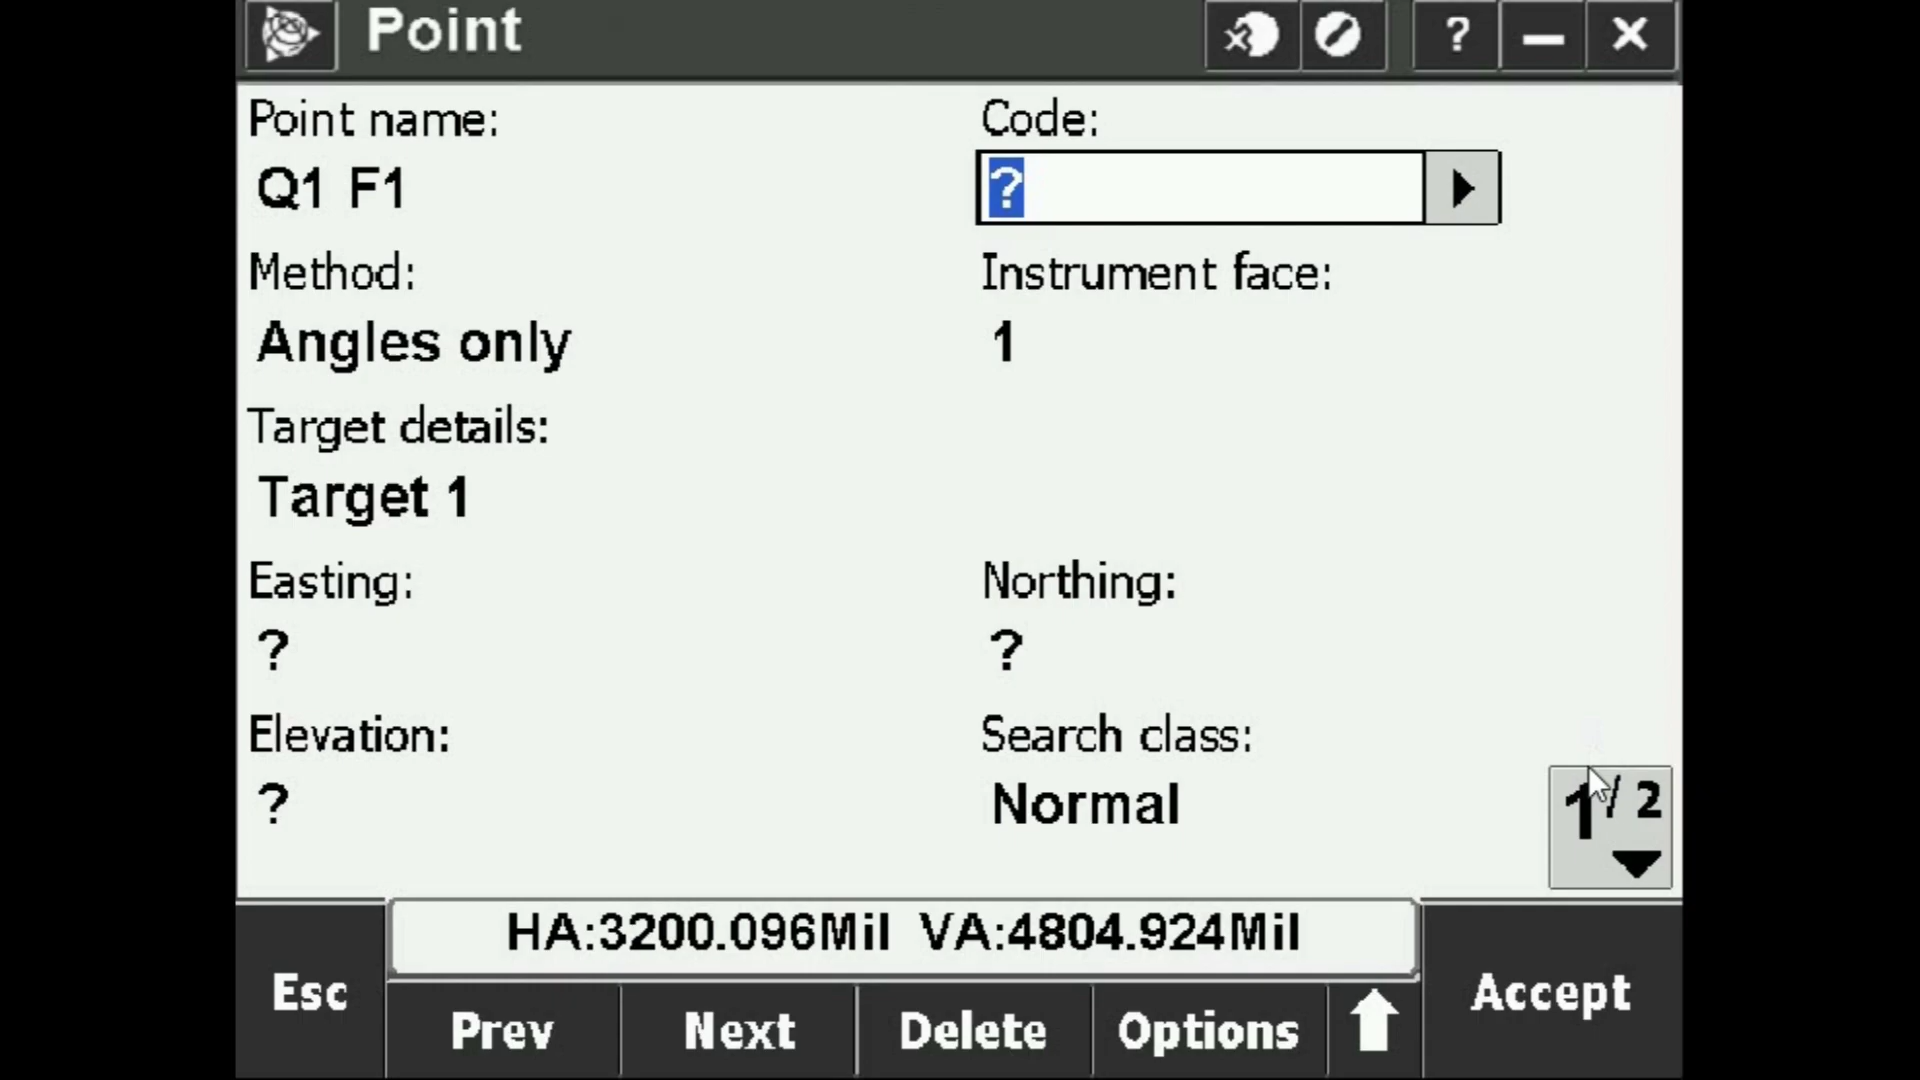 Point
?
Point name:
Code:
Q1 F1
?
Method:
Instrument face:
Angles only
1
Target details:
Target 1
Easting:
Northing:
?
?
Elevation:
Search class:
?
Normal
1/2
HA:3200.096Mil VA:4804.924Mil
Esc
Accept
Prev
Next
Delete
Options